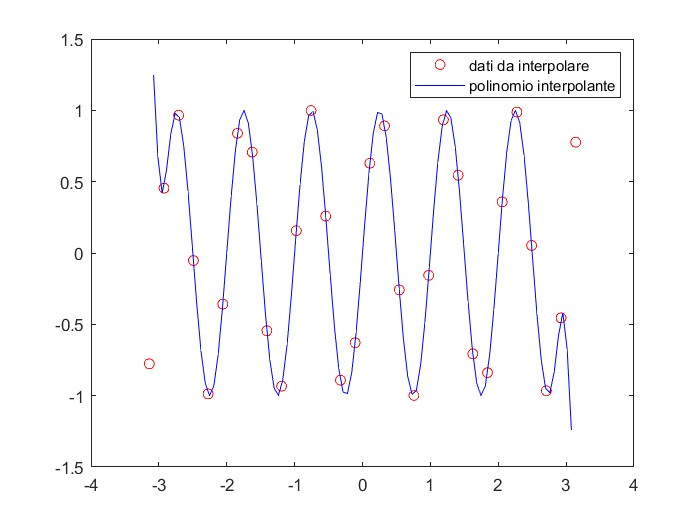 1.5
dati da interpolare
polinomio interpolante
1
0.5
0
-0.5
-1
-1.5
-4 -3 -2 -1 0 1 2 3 4